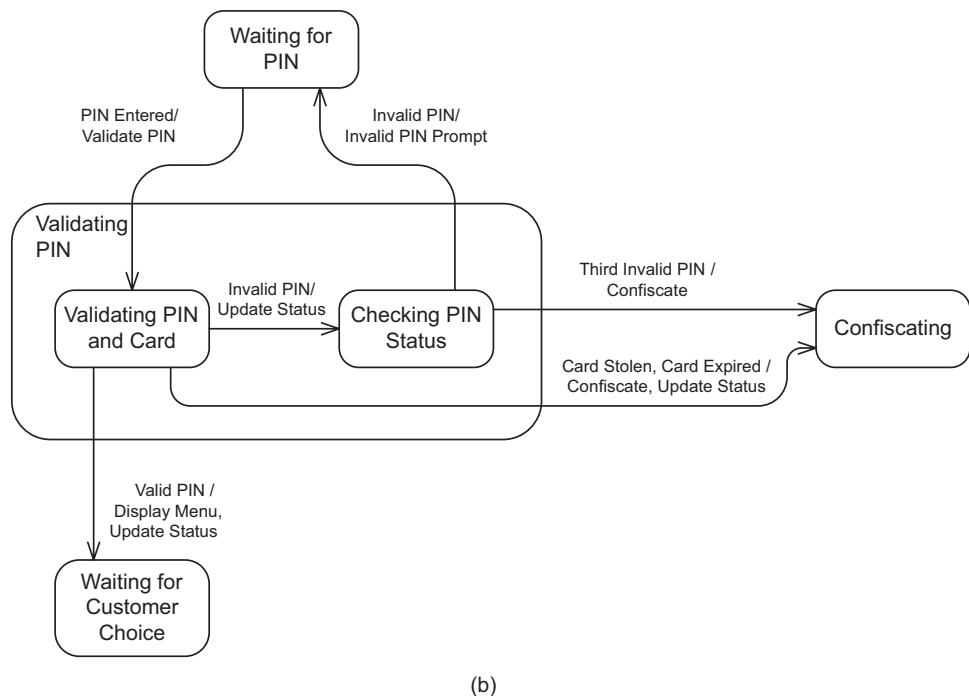 Waiting for
PIN
PIN Entered/
Validate PIN
Invalid PIN/
Invalid PIN Prompt
Validating
PIN
Validating PIN
and Card
Invalid PIN/
Update Status
Checking PIN
Status
Third Invalid PIN /
Confiscate
Confiscating
Card Stolen, Card Expired /
Confiscate, Update Status
Valid PIN /
Display Menu,
Update Status
Waiting for
Customer
Choice
(b)